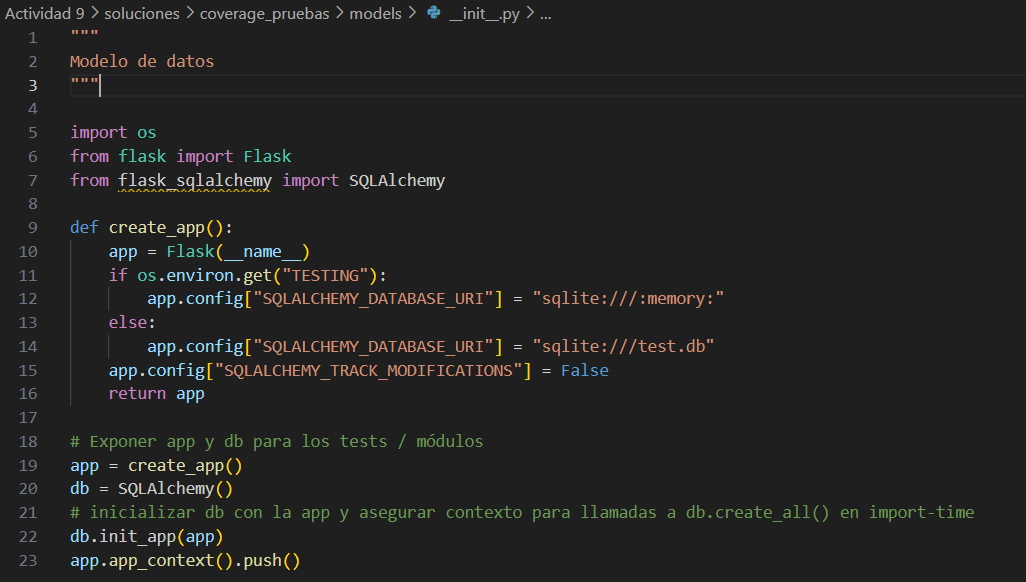 Actividad 9 > soluciones > coverage_pruebas > models > __init__.py > ...
1 """
2 Modelo de datos
3 """
4
5 import os
6 from flask import Flask
7 from flask_sqlalchemy import SQLAlchemy
8
9 def create_app():
10     app = Flask(__name__)
11     if os.environ.get("TESTING"):
12         app.config["SQLALCHEMY_DATABASE_URI"] = "sqlite:///:memory:"
13     else:
14         app.config["SQLALCHEMY_DATABASE_URI"] = "sqlite:///test.db"
15     app.config["SQLALCHEMY_TRACK_MODIFICATIONS"] = False
16     return app
17
18 # Exponer app y db para los tests / módulos
19 app = create_app()
20 db = SQLAlchemy()
21 # inicializar db con la app y asegurar contexto para llamadas a db.create_all() en import-time
22 db.init_app(app)
23 app.app_context().push()